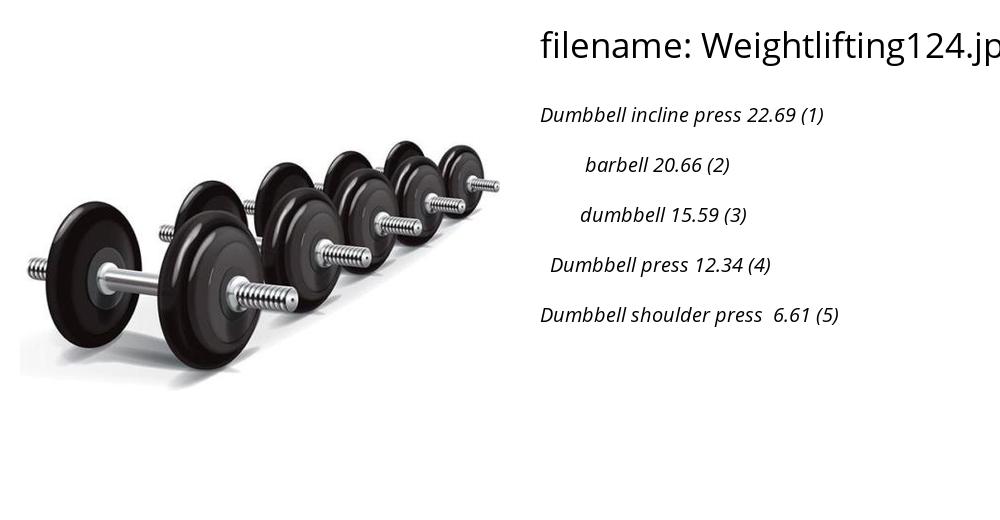 filename: Weightlifting124.jp
Dumbbell incline press 22.69 (1)
barbell 20.66 (2)
dumbbell 15.59 (3)
Dumbbell press 12.34 (4)
Dumbbell shoulder press  6.61 (5)